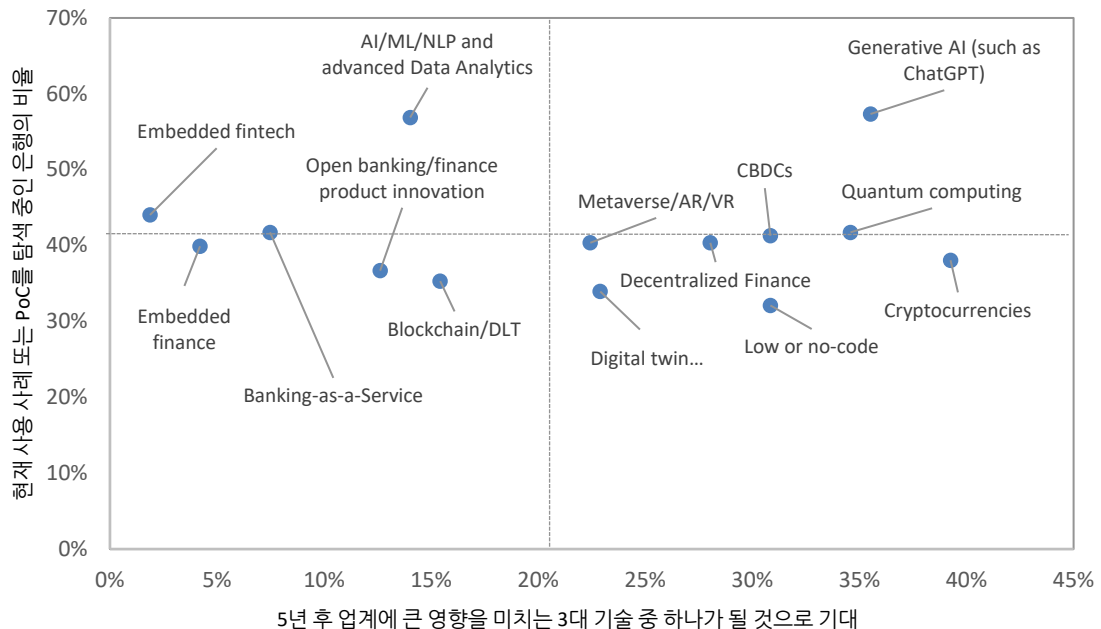 현재 사용 사례 또는 PoC를 탐색 중인 은행의 비율
70%
60%
50%
40%
30%
20%
10%
0%
AI/ML/NLP and
advanced Data Analytics
Generative AI (such as
ChatGPT)
Embedded fintech
Open banking/finance
product innovation
CBDCs
Metaverse/AR/VR
Quantum computing
Decentralized Finance
Embedded
finance
Blockchain/DLT
Cryptocurrencies
Digital twin...
Low or no-code
Banking-as-a-Service
0%
5%
10%
15%
20%
25%
30%
35%
40%
45%
5년 후 업계에 큰 영향을 미치는 3대 기술 중 하나가 될 것으로 기대